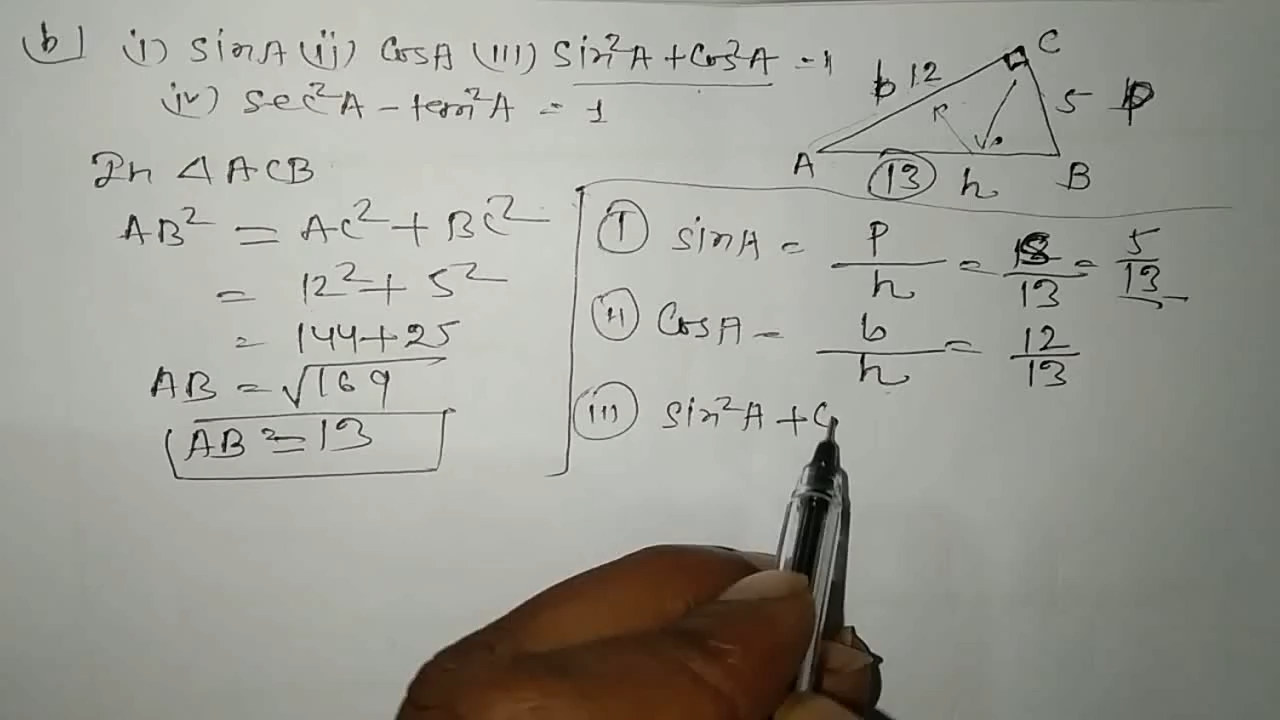 (b) (i) sinA (ii) CosA (iii) Sin²A + Cos²A = 1
(iv) sec²A - tan²A = 1
b 12
C
5 p
A
13 h
B
In △ ACB
AB² = AC² + BC²
= 12² + 5²
= 144 + 25
AB = √169
AB = 13
(I) sinA = P/h = 5/13 = 5/13
(II) CosA = b/h = 12/13
(III) sin²A + C